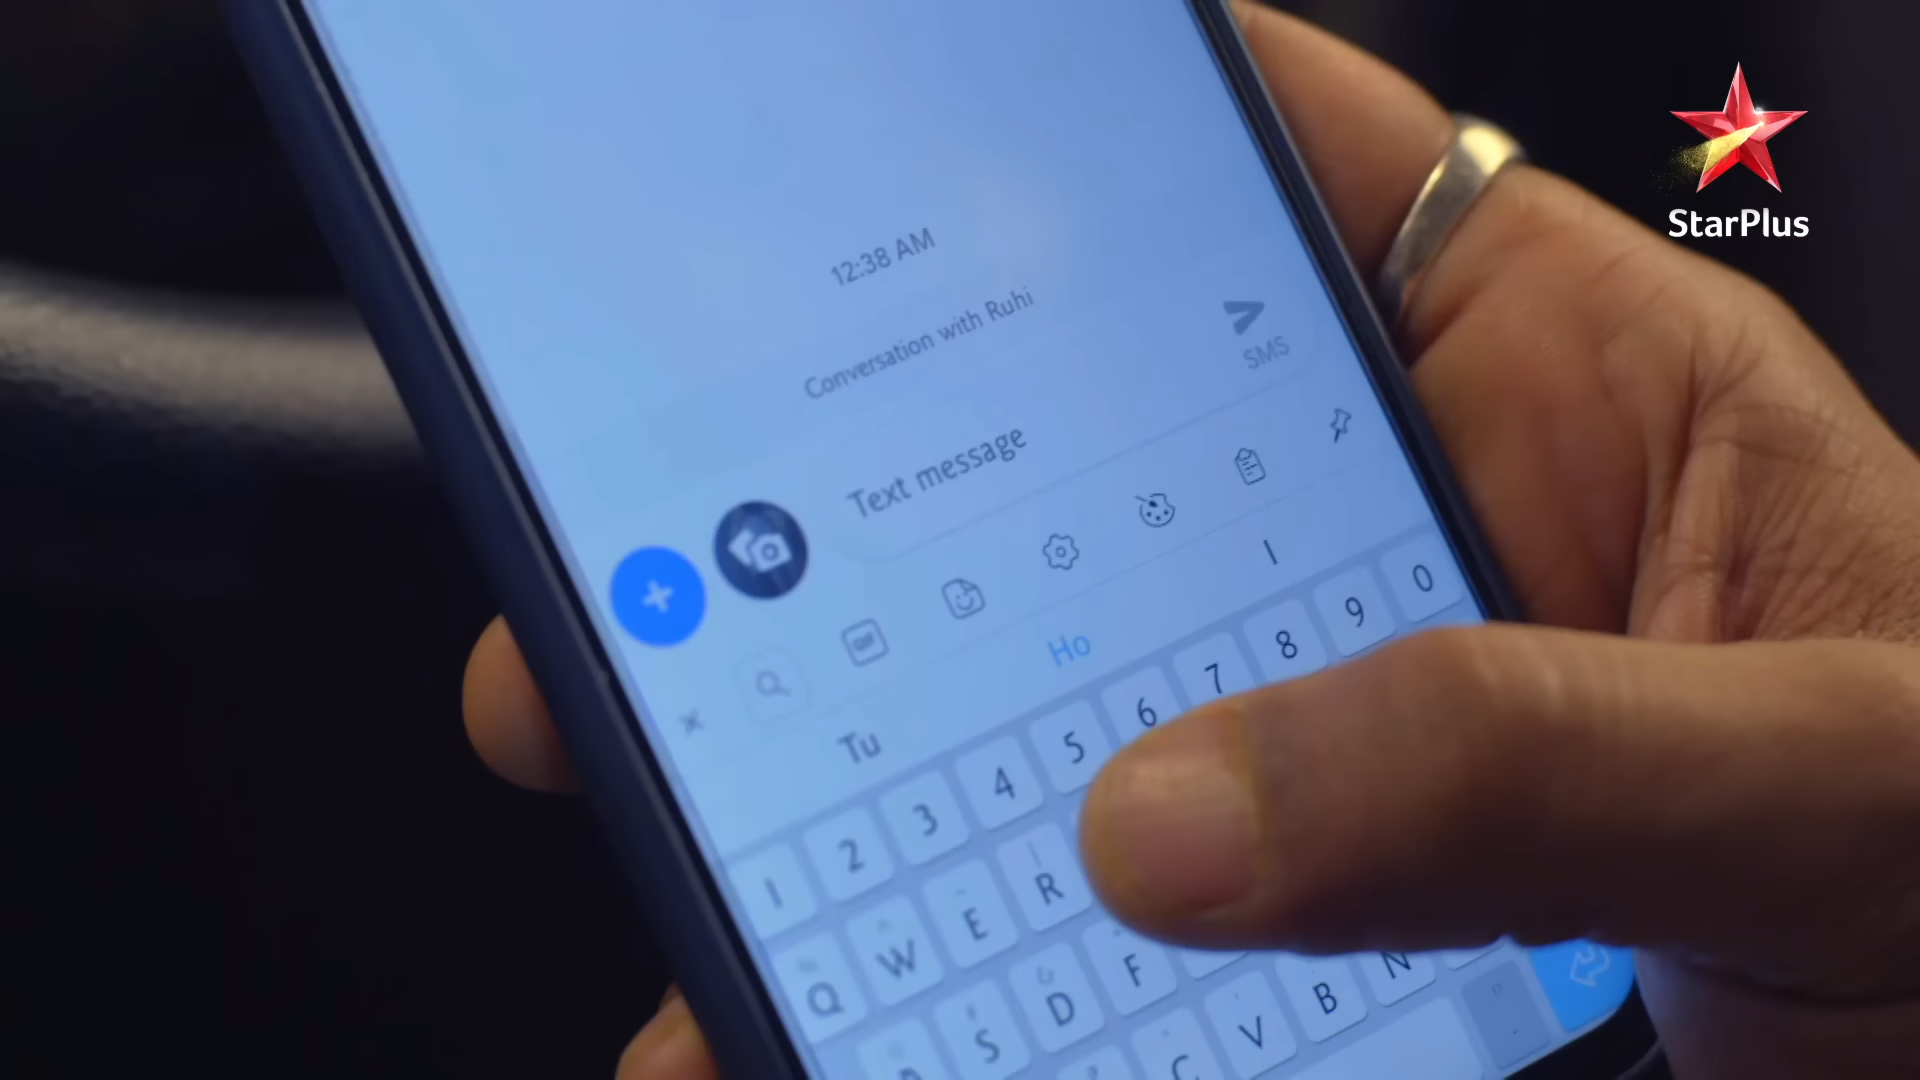 StarPlus
12:38 AM
Conversation with Ruhi
SMS
Text message
Tu Ho I
1 2 3 4 5 6 7 8 9 0
Q W E R
S D F
C V B N